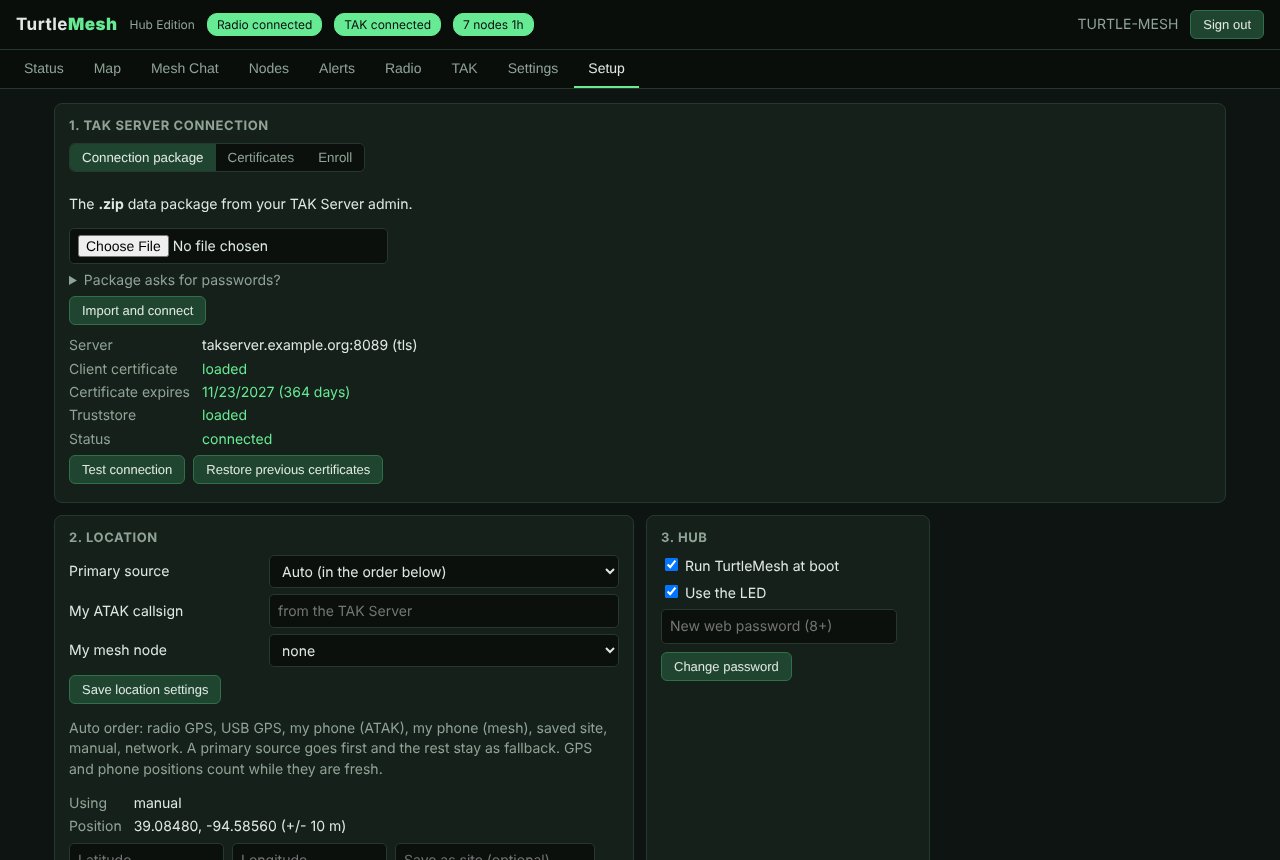 TurtleMesh Hub Edition Radio connected TAK connected 7 nodes 1h TURTLE-MESH Sign out
Status Map Mesh Chat Nodes Alerts Radio TAK Settings Setup
1. TAK SERVER CONNECTION
Connection package Certificates Enroll
The .zip data package from your TAK Server admin.
Choose File No file chosen
Package asks for passwords?
Import and connect
Server takserver.example.org:8089 (tls)
Client certificate loaded
Certificate expires 11/23/2027 (364 days)
Truststore loaded
Status connected
Test connection Restore previous certificates
2. LOCATION
Primary source Auto (in the order below)
My ATAK callsign from the TAK Server
My mesh node none
Save location settings
Auto order: radio GPS, USB GPS, my phone (ATAK), my phone (mesh), saved site,
manual, network. A primary source goes first and the rest stay as fallback. GPS
and phone positions count while they are fresh.
Using manual
Position 39.08480, -94.58560 (+/- 10 m)
Latitude Longitude Save as site (optional)
3. HUB
Run TurtleMesh at boot
Use the LED
New web password (8+)
Change password